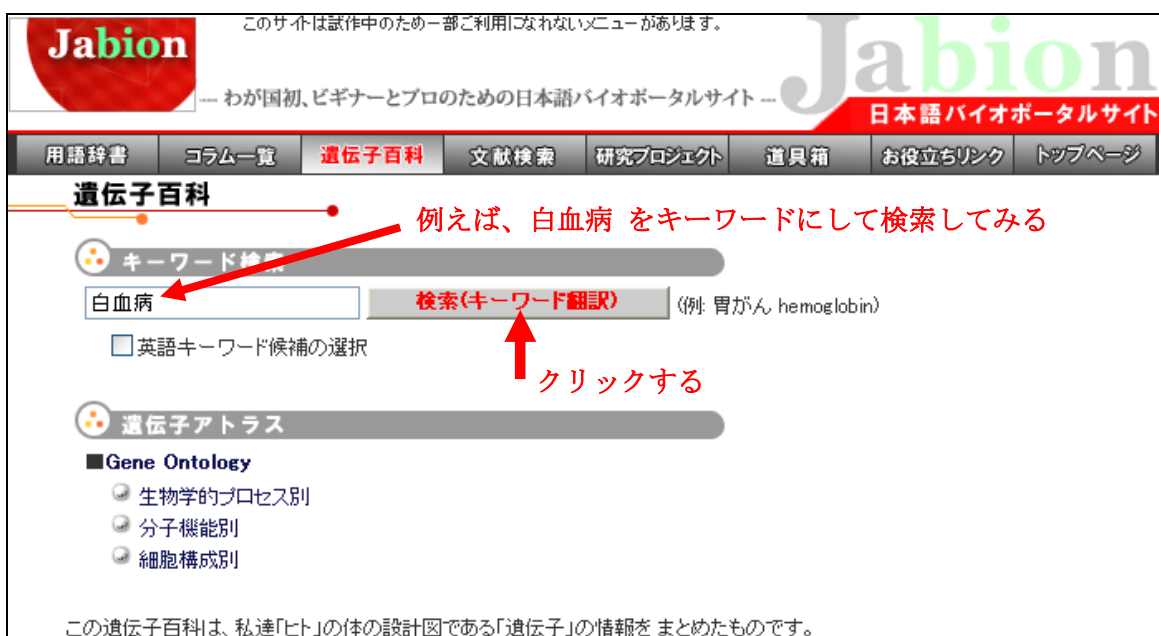 このサイトは試作中のため一部ご利用になれないメニューがあります。
Jabion
Jabion
--- わが国初、ビギナーとプロのための日本語バイオポータルサイト ---
日本語バイオポータルサイト
用語辞書 コラム一覧 遺伝子百科 文献検索 研究プロジェクト 道具箱 お役立ちリンク トップページ
遺伝子百科
例えば、白血病 をキーワードにして検索してみる
キーワード検索
白血病 検索(キーワード翻訳) (例: 胃がん hemoglobin)
英語キーワード候補の選択
クリックする
遺伝子アトラス
■Gene Ontology
生物学的プロセス別
分子機能別
細胞構成別
この遺伝子百科は、私達「ヒト」の体の設計図である「遺伝子」の情報を まとめたものです。